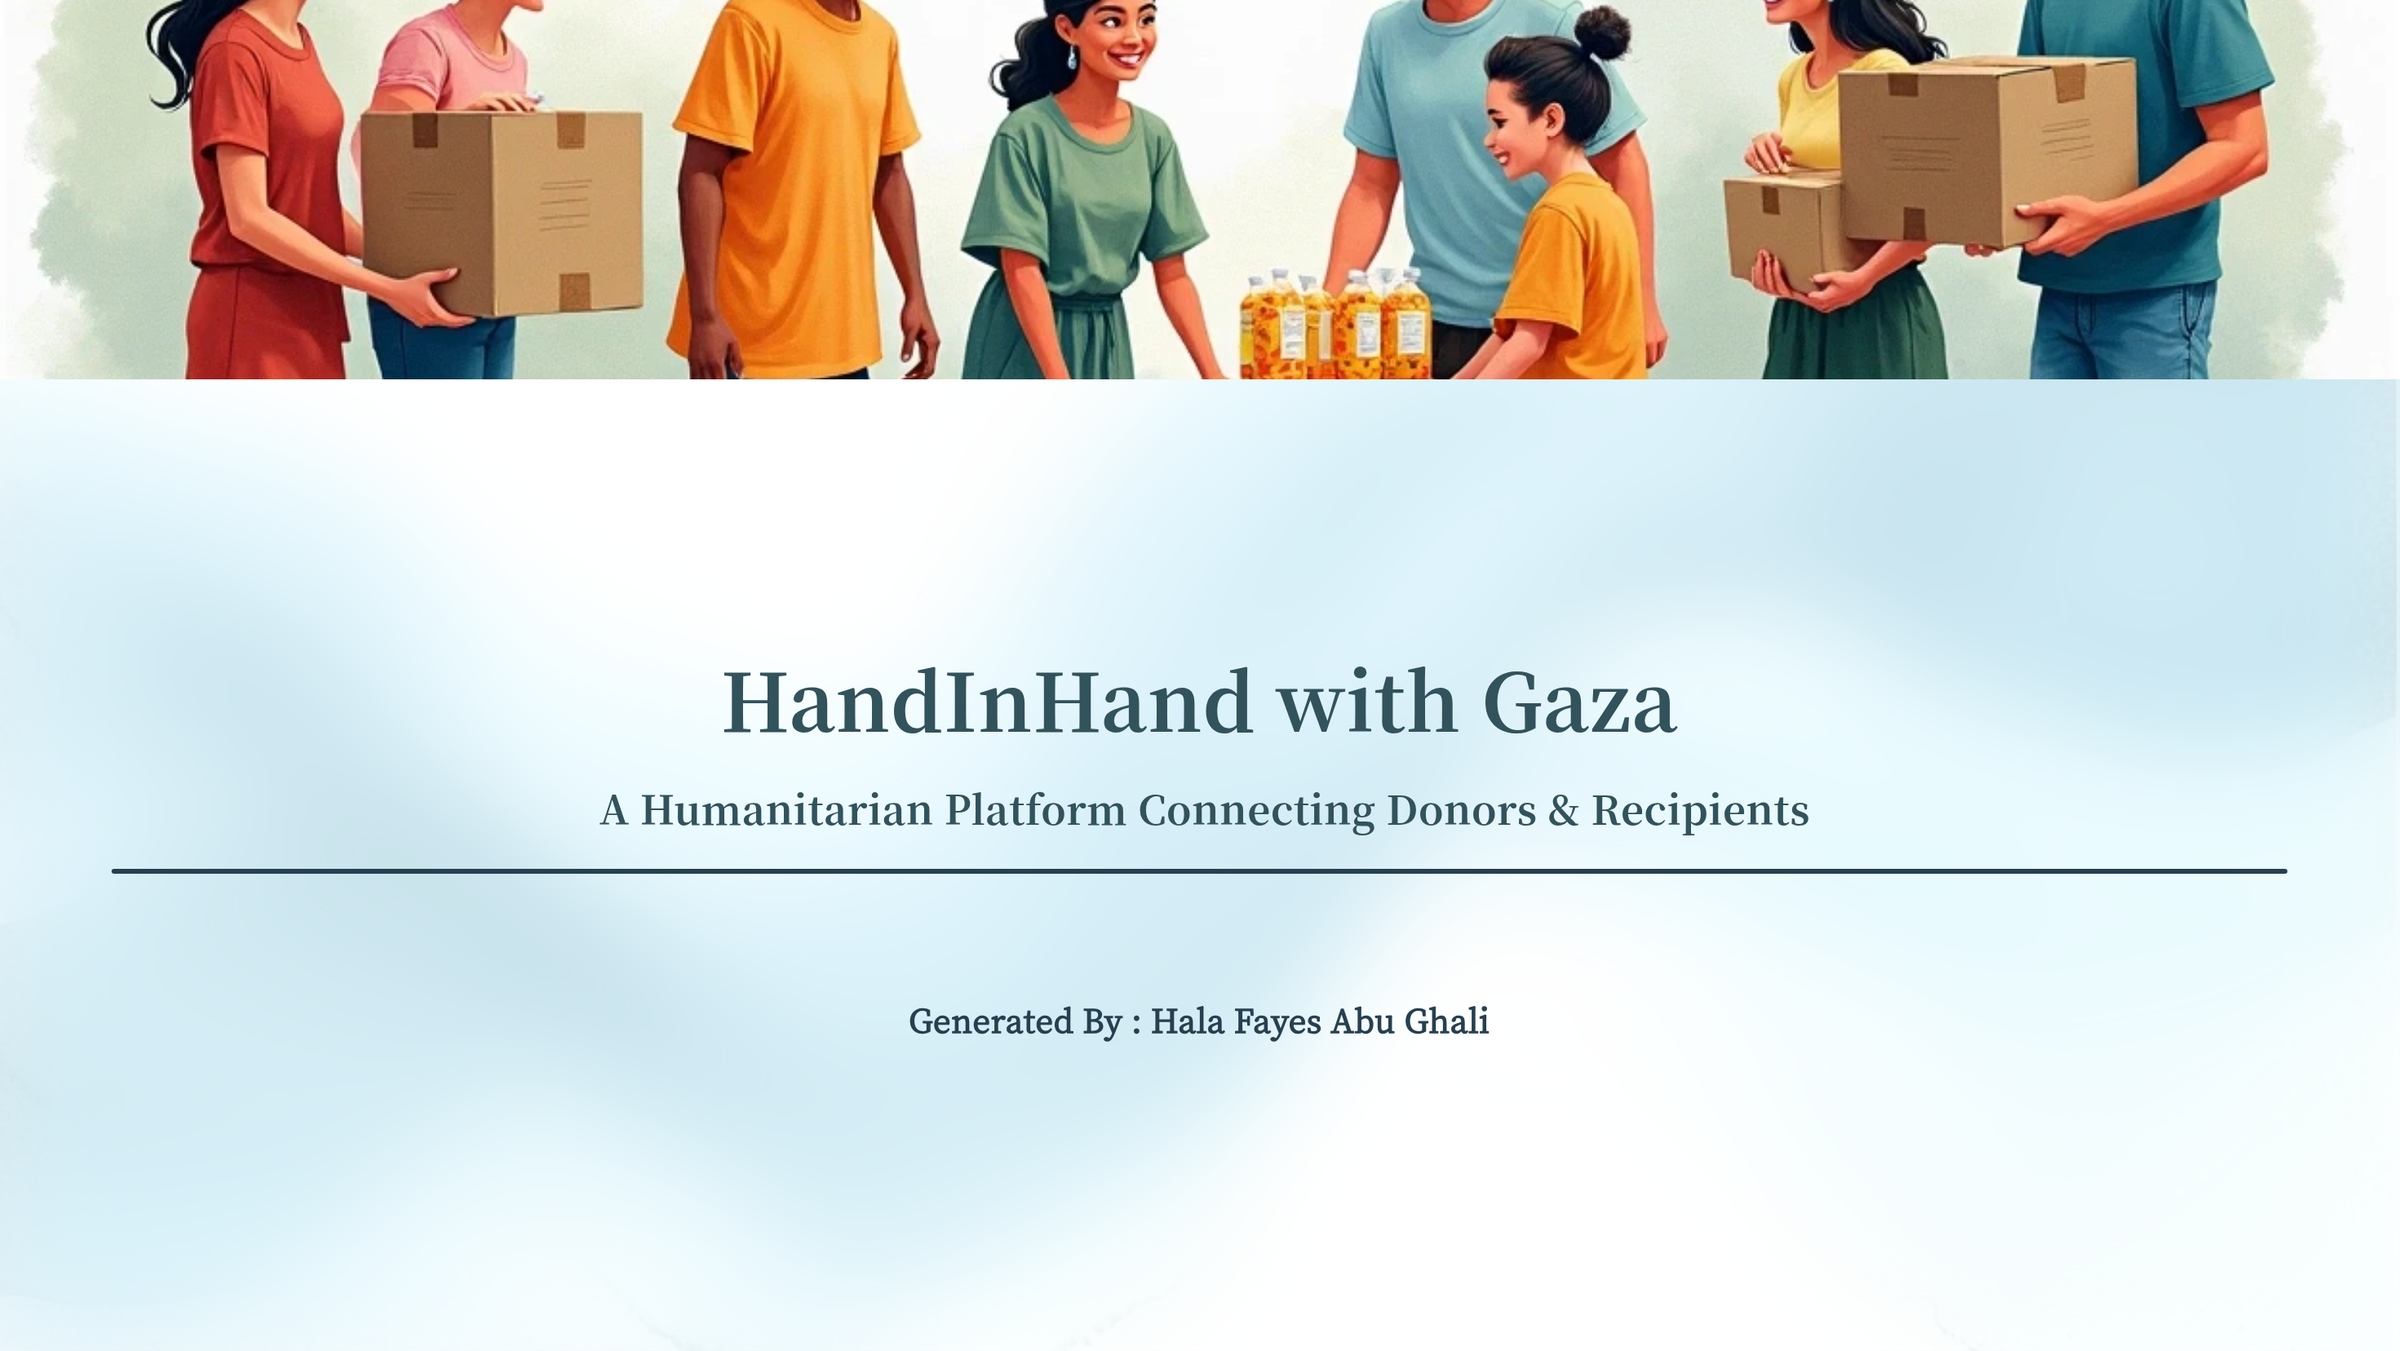 HandInHand with Gaza
A Humanitarian Platform Connecting Donors & Recipients
Generated By : Hala Fayes Abu Ghali